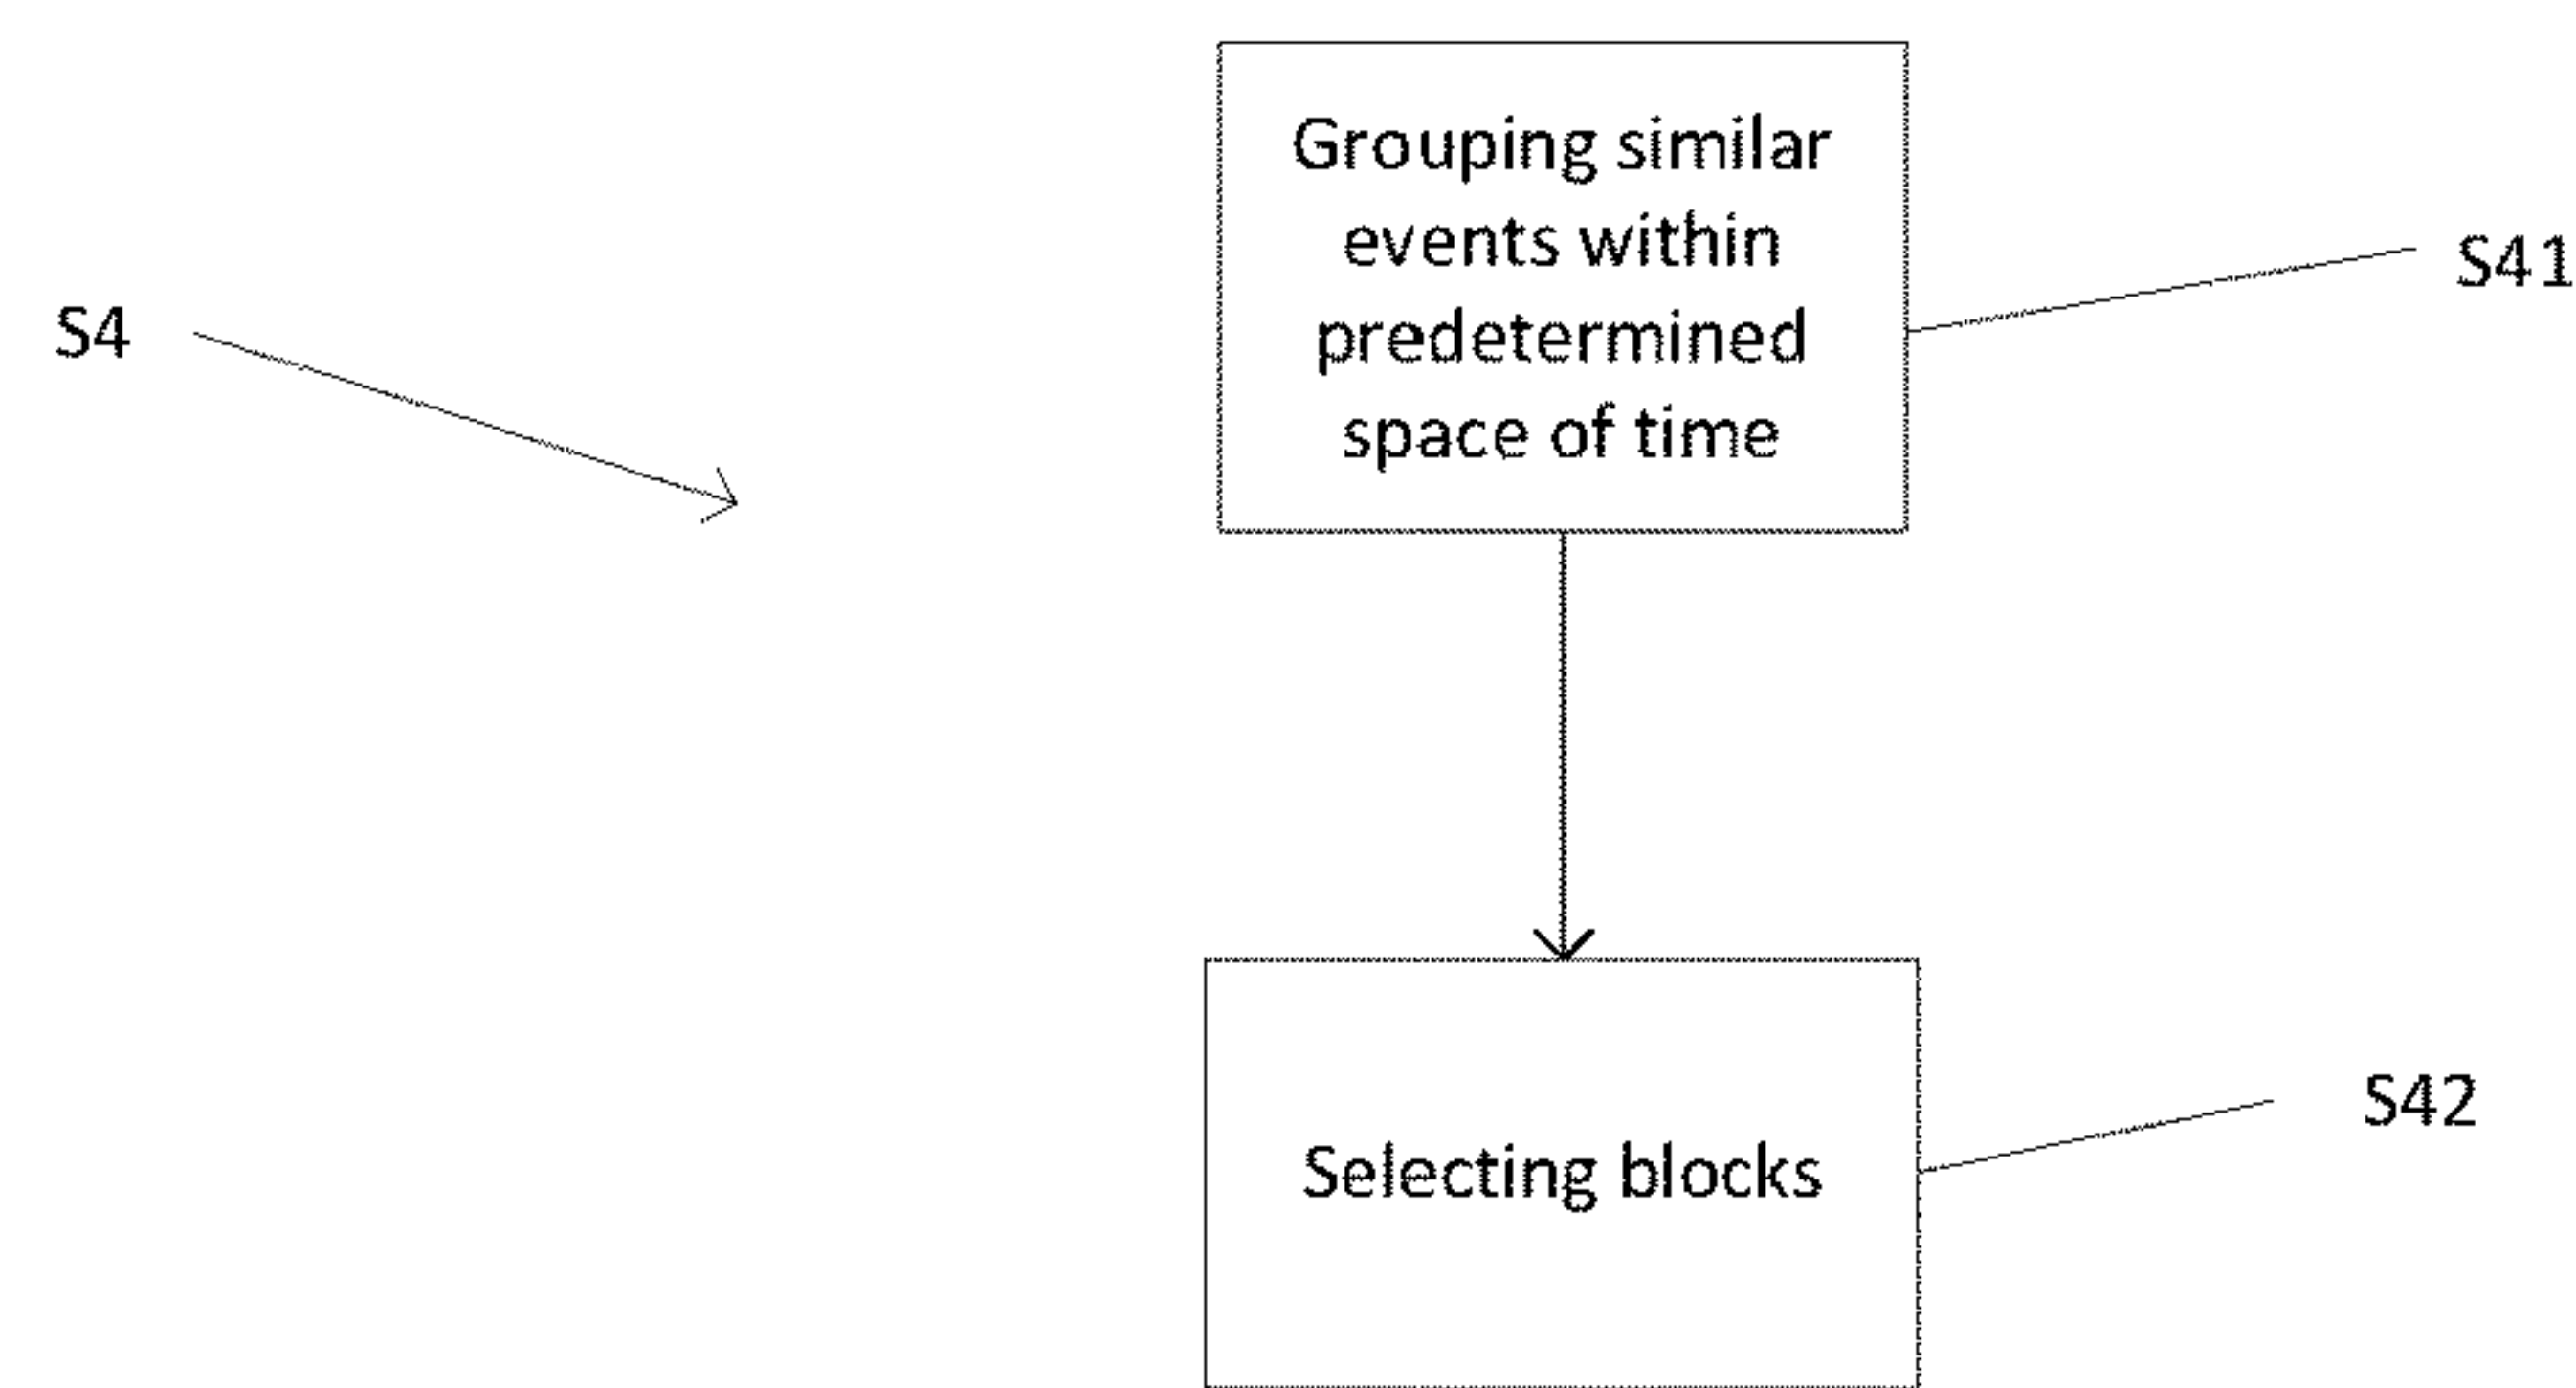 Grouping similar
events within
predetermined
space of time
S41
S4
Selecting blocks
S42